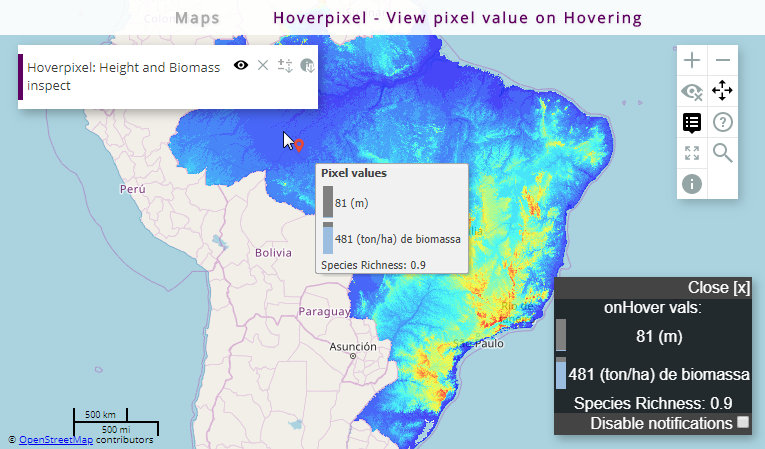 Maps
Hoverpixel - View pixel value on Hovering
Hoverpixel: Height and Biomass
inspect
Perú
Bolivia
Paraguay
Asunción
Pixel values
81 (m)
481 (ton/ha) de biomassa
Species Richness: 0.9
Close [x]
onHover vals:
81 (m)
481 (ton/ha) de biomassa
Species Richness: 0.9
Disable notifications
500 km
500 mi
© OpenStreetMap contributors